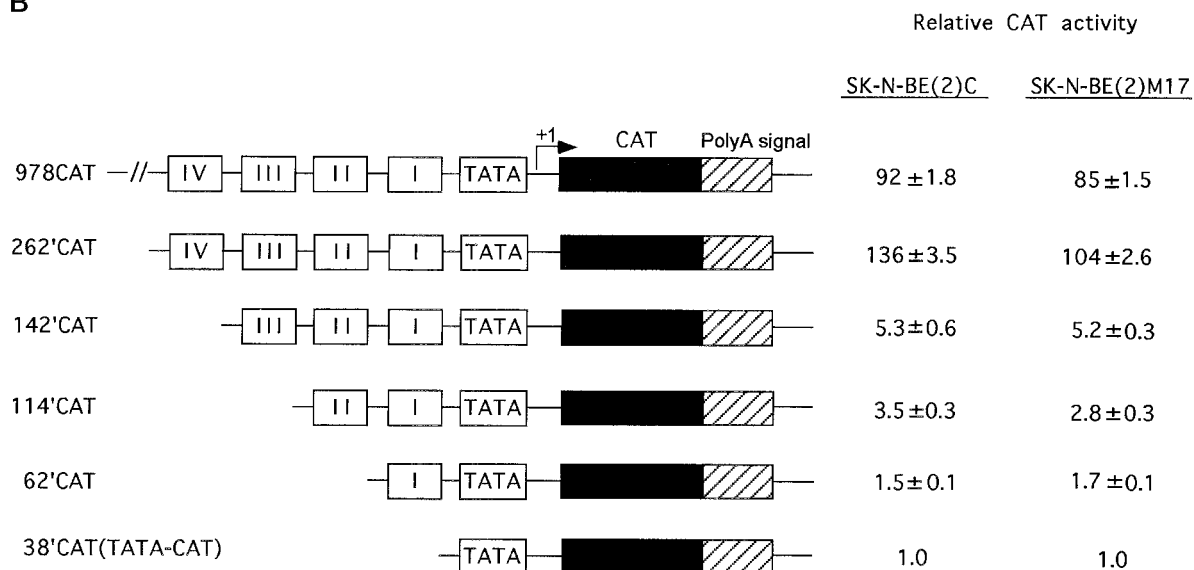 B
Relative CAT activity
SK-N-BE(2)C SK-N-BE(2)M17
+1 CAT PolyA signal
978CAT IV III II I TATA 92 ±1.8 85±1.5
262'CAT IV III II I TATA 136±3.5 104±2.6
142'CAT III II I TATA 5.3±0.6 5.2±0.3
114'CAT II I TATA 3.5±0.3 2.8±0.3
62'CAT I TATA 1.5±0.1 1.7±0.1
38'CAT(TATA-CAT) TATA 1.0 1.0